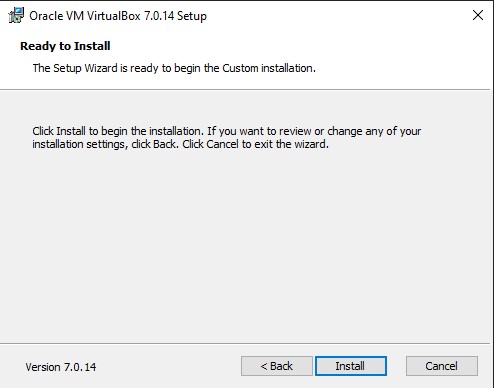 Oracle VM VirtualBox 7.0.14 Setup
Ready to Install
The Setup Wizard is ready to begin the Custom installation.
Click Install to begin the installation. If you want to review or change any of your
installation settings, click Back. Click Cancel to exit the wizard.
Version 7.0.14
< Back
Install
Cancel